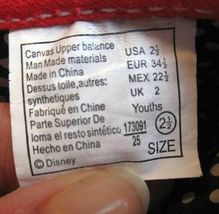 Canvas Upper balance USA 2½
Man Made materials EUR 34½
Made in China MEX 22½
Dessus toile,autres: UK 2
synthetiques
Fabriqué en Chine Youths
Parte Superior De
loma el resto sintético 173091 2½
Hecho en China 25 SIZE
© Disney